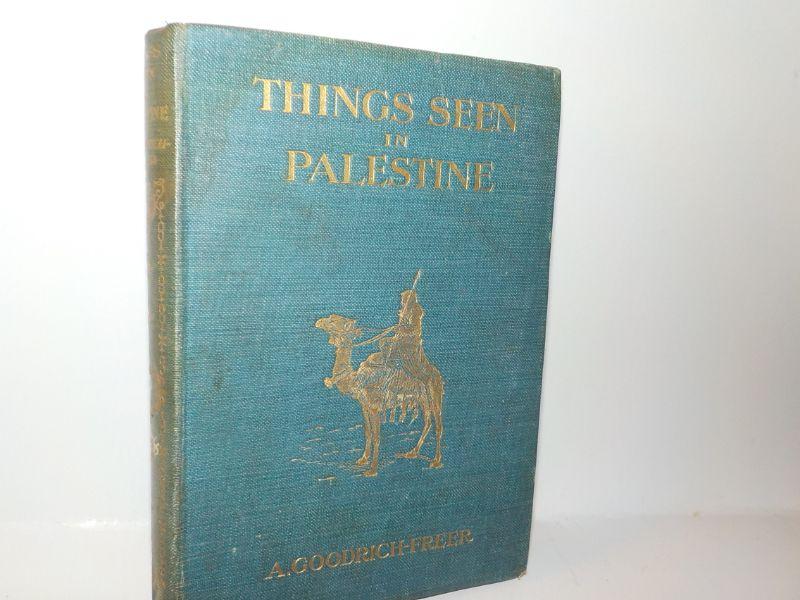 THINGS SEEN
IN
PALESTINE
A. GOODRICH-FREER